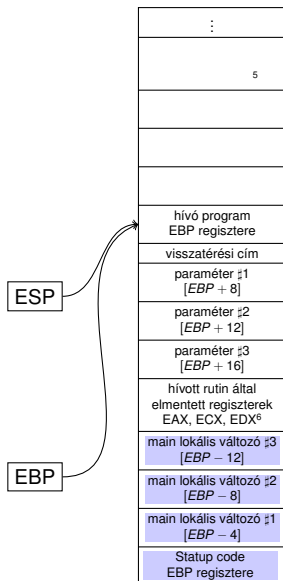 ⋮
5
hívó program
EBP regisztere
visszatérési cím
paraméter ♯1
[EBP + 8]
ESP
paraméter ♯2
[EBP + 12]
paraméter ♯3
[EBP + 16]
hívott rutin által
elmentett regiszterek
EAX, ECX, EDX⁶
main lokális változó ♯3
[EBP − 12]
EBP
main lokális változó ♯2
[EBP − 8]
main lokális változó ♯1
[EBP − 4]
Statup code
EBP regisztere